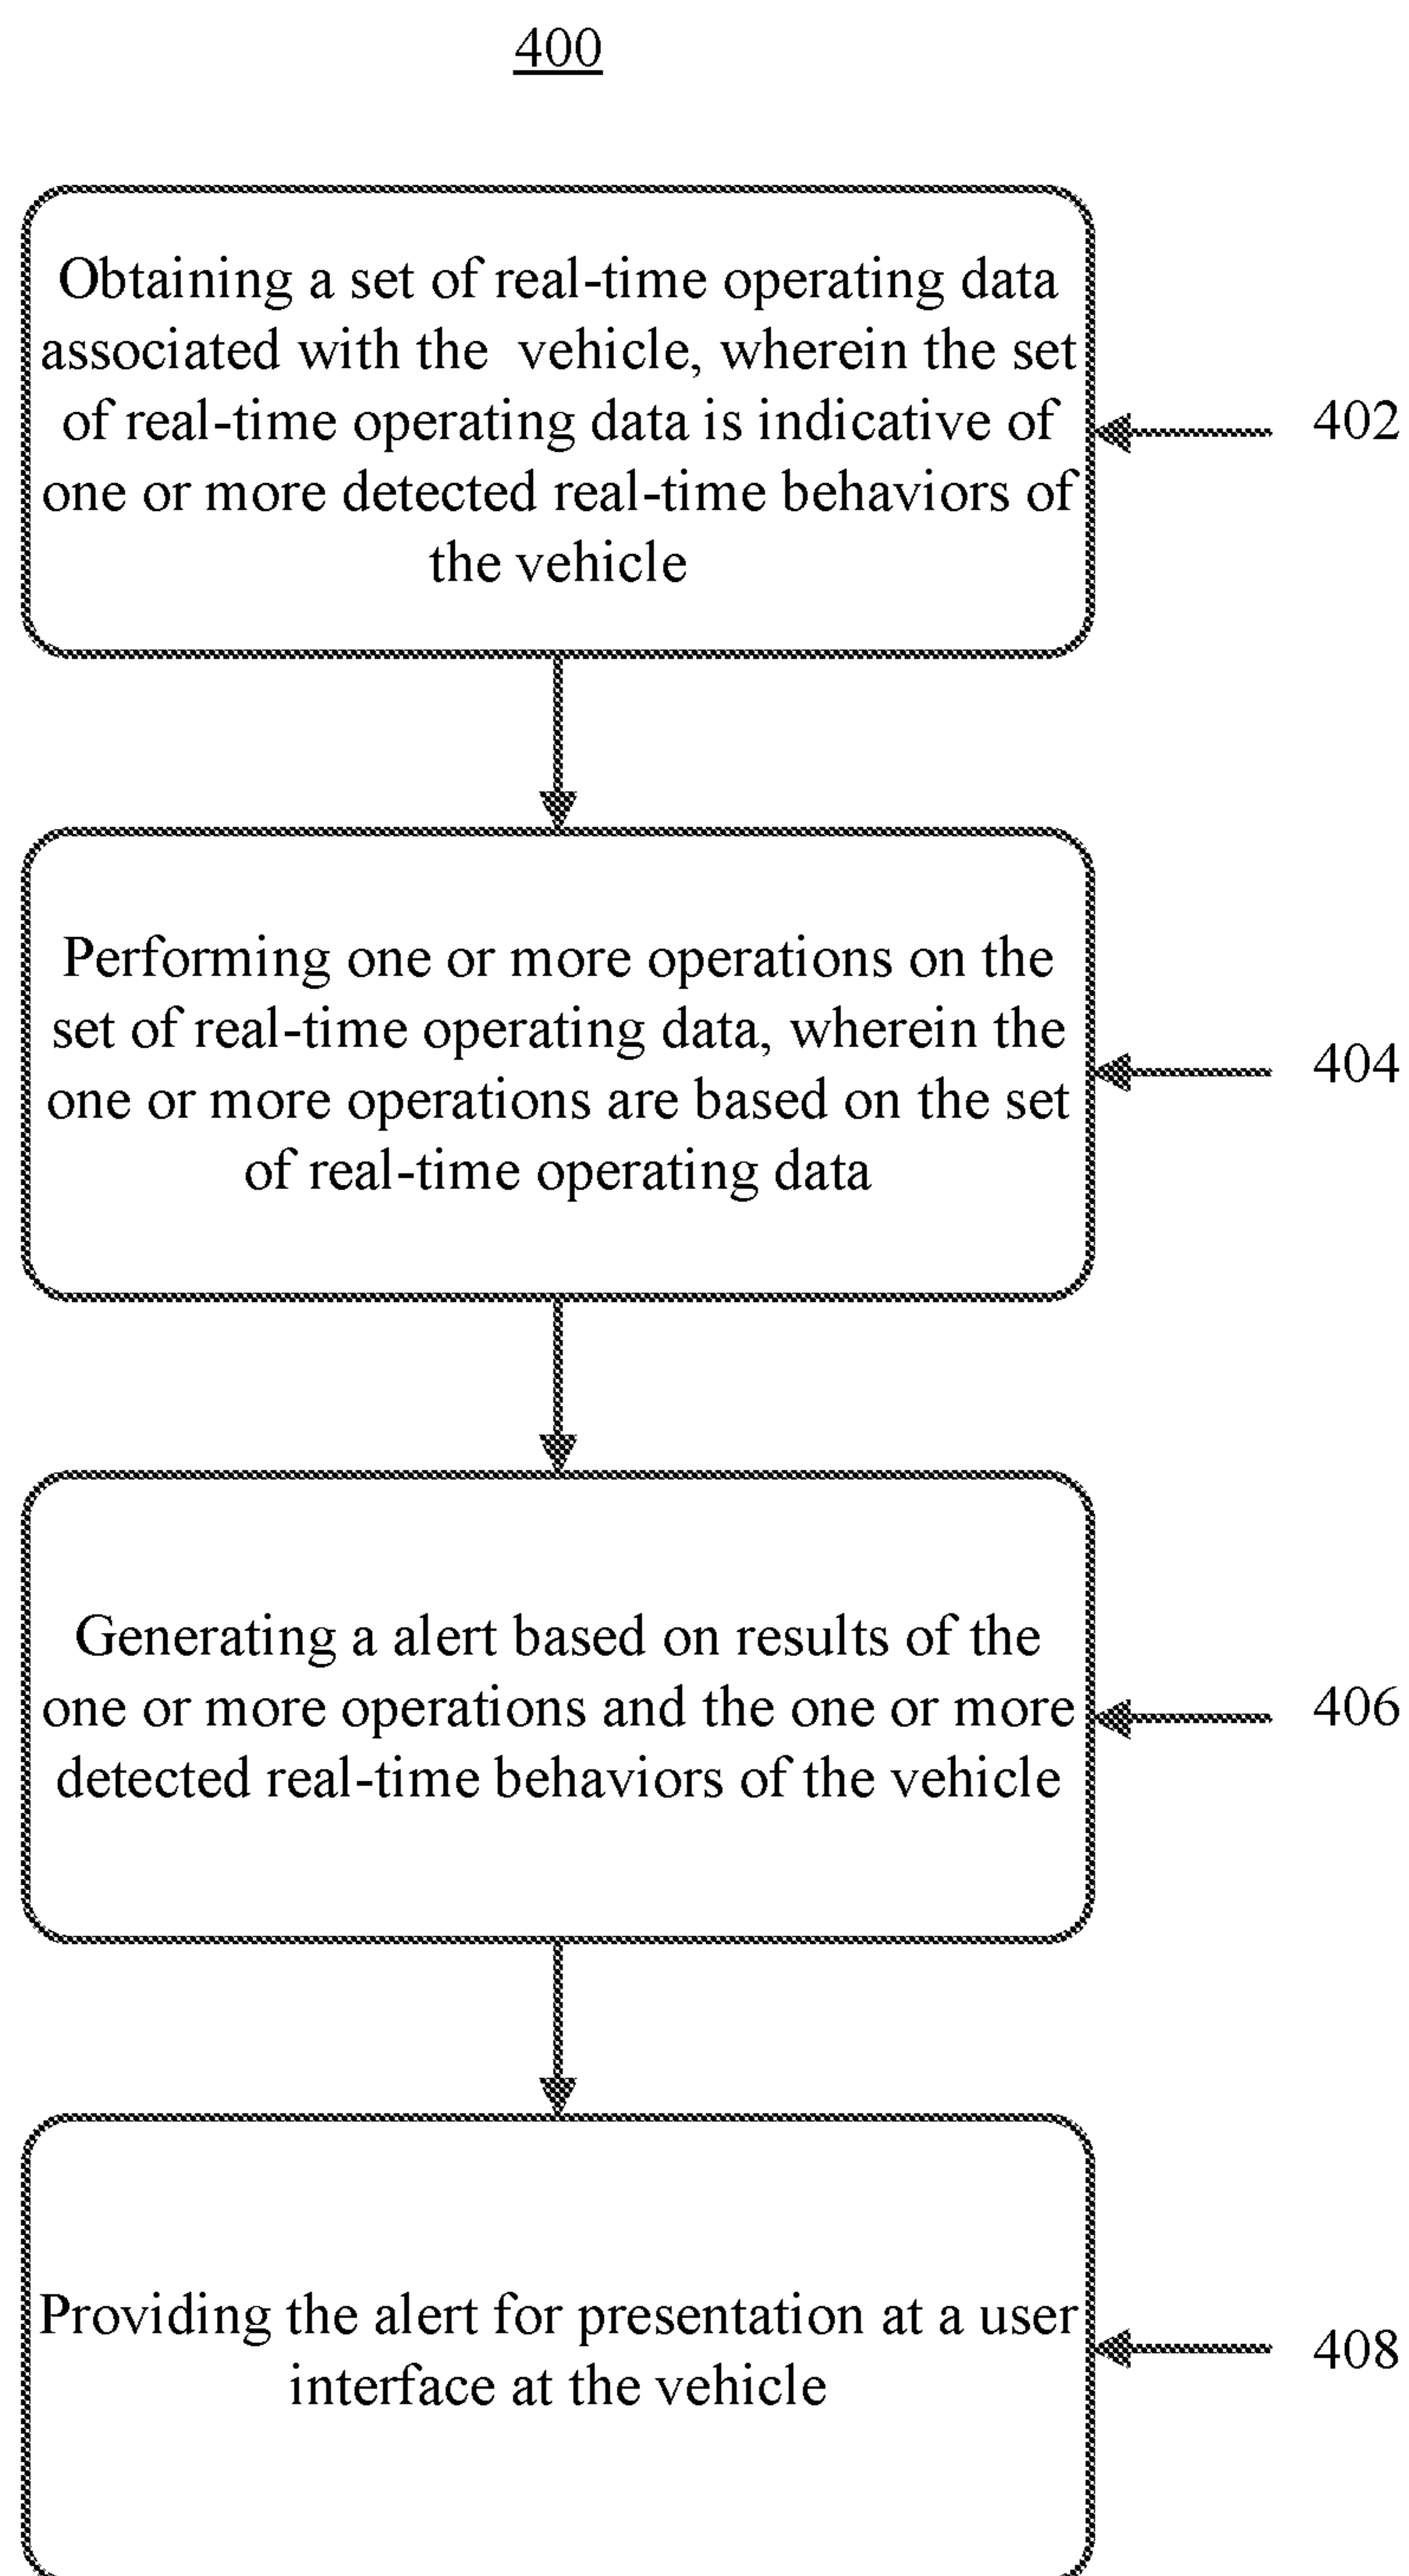 400
Obtaining a set of real-time operating data
associated with the vehicle, wherein the set
of real-time operating data is indicative of
one or more detected real-time behaviors of
the vehicle
402
Performing one or more operations on the
set of real-time operating data, wherein the
one or more operations are based on the set
of real-time operating data
404
Generating a alert based on results of the
one or more operations and the one or more
detected real-time behaviors of the vehicle
406
Providing the alert for presentation at a user
interface at the vehicle
408